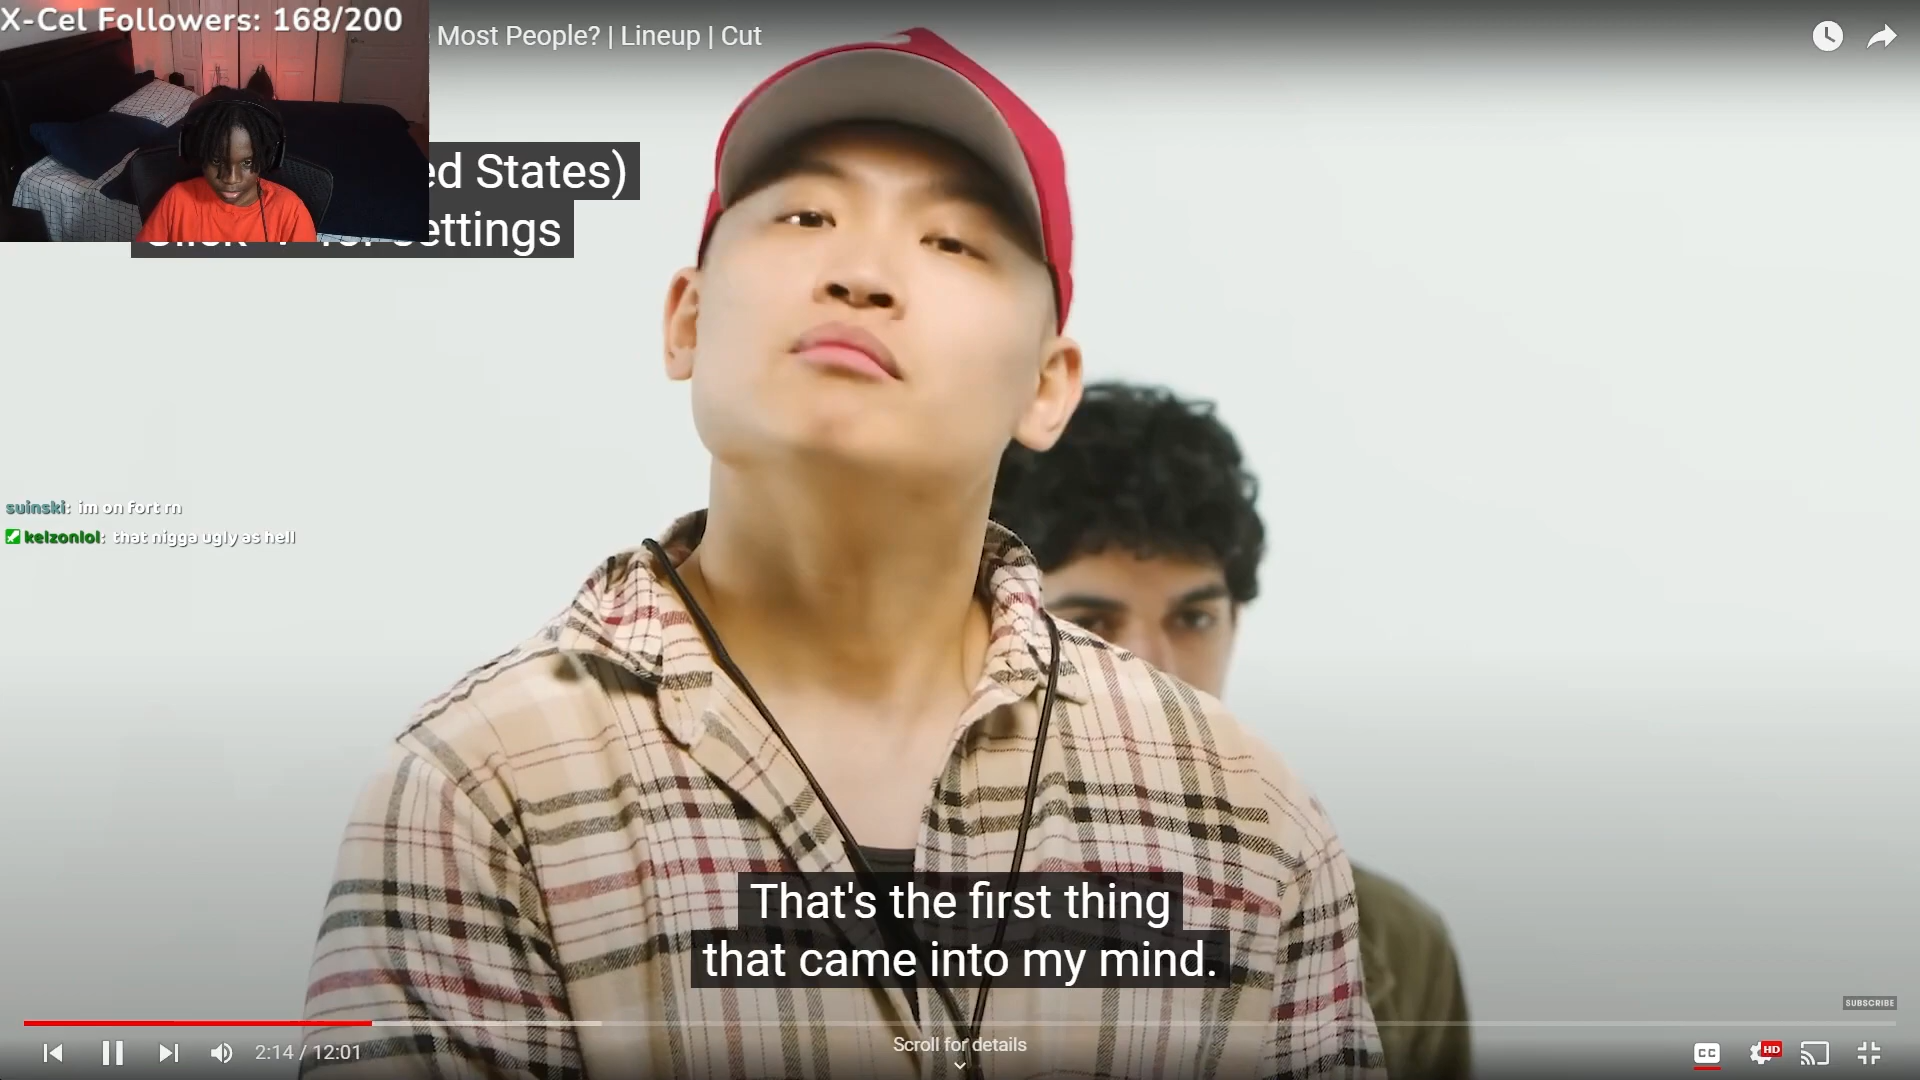 X-Cel Followers: 168/200
Most People? | Lineup | Cut
ed States)
for settings
suinski: im on fort rn
kelzonlol: that nigga ugly as hell
That's the first thing
that came into my mind.
SUBSCRIBE
Scroll for details
2:14 / 12:01
CC
HD